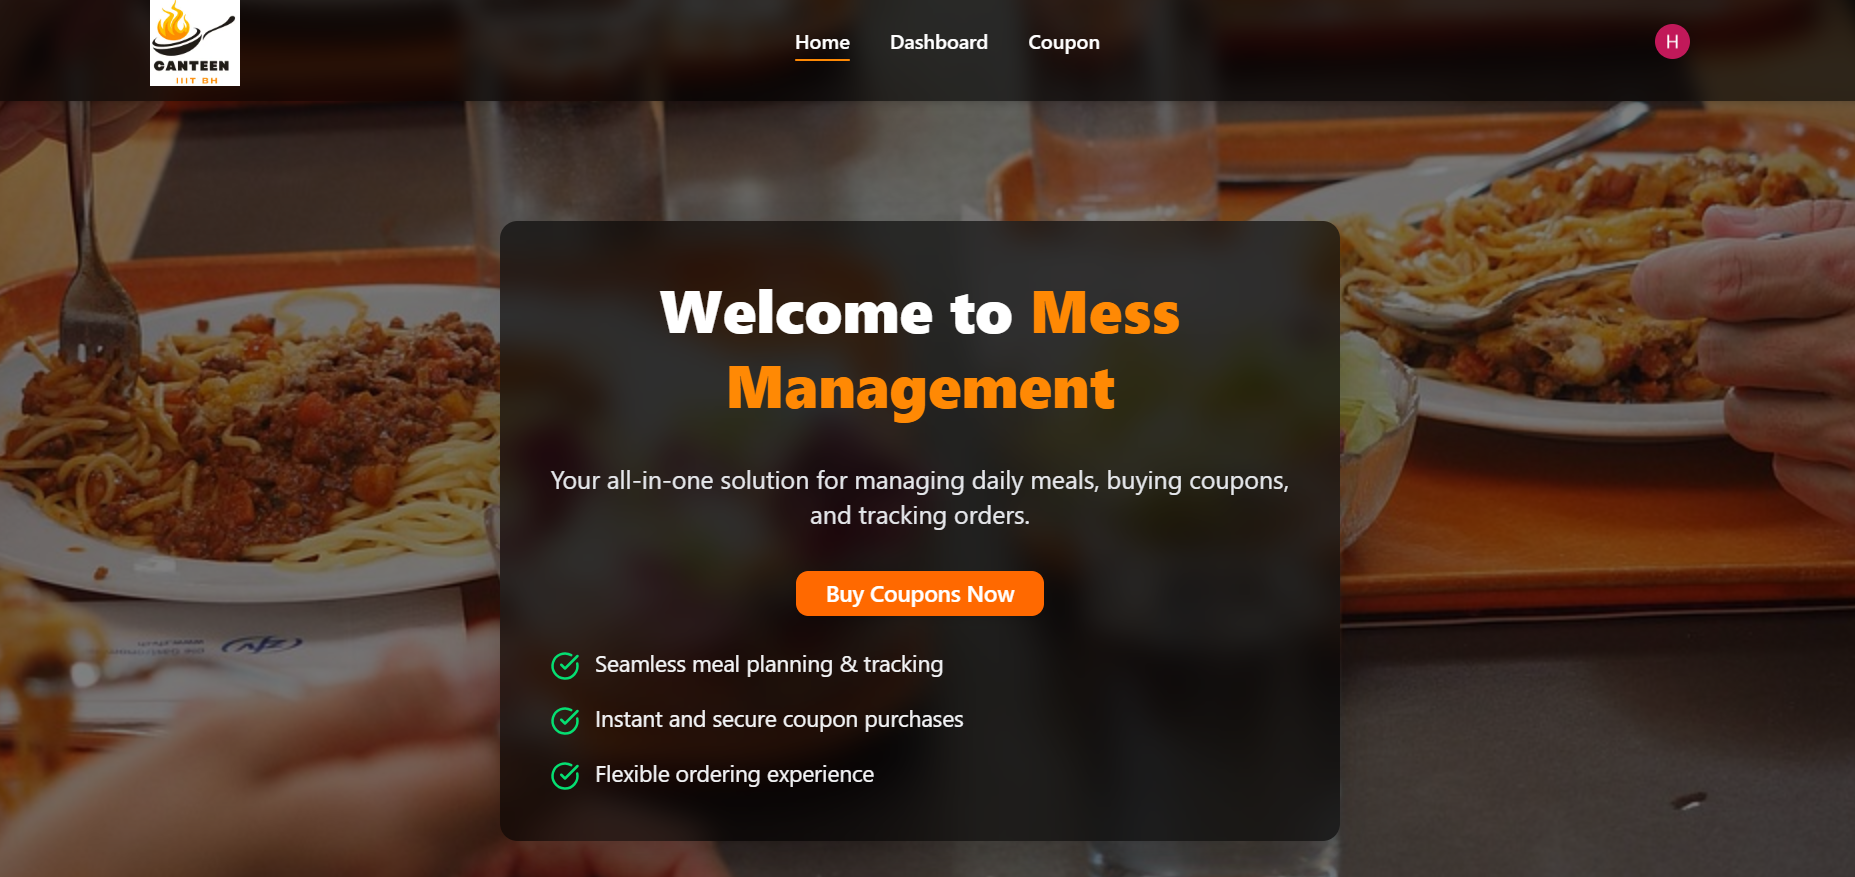 CANTEEN
IIIT BH
Home Dashboard Coupon
H
Welcome to Mess
Management
Your all-in-one solution for managing daily meals, buying coupons,
and tracking orders.
Buy Coupons Now
Seamless meal planning & tracking
Instant and secure coupon purchases
Flexible ordering experience